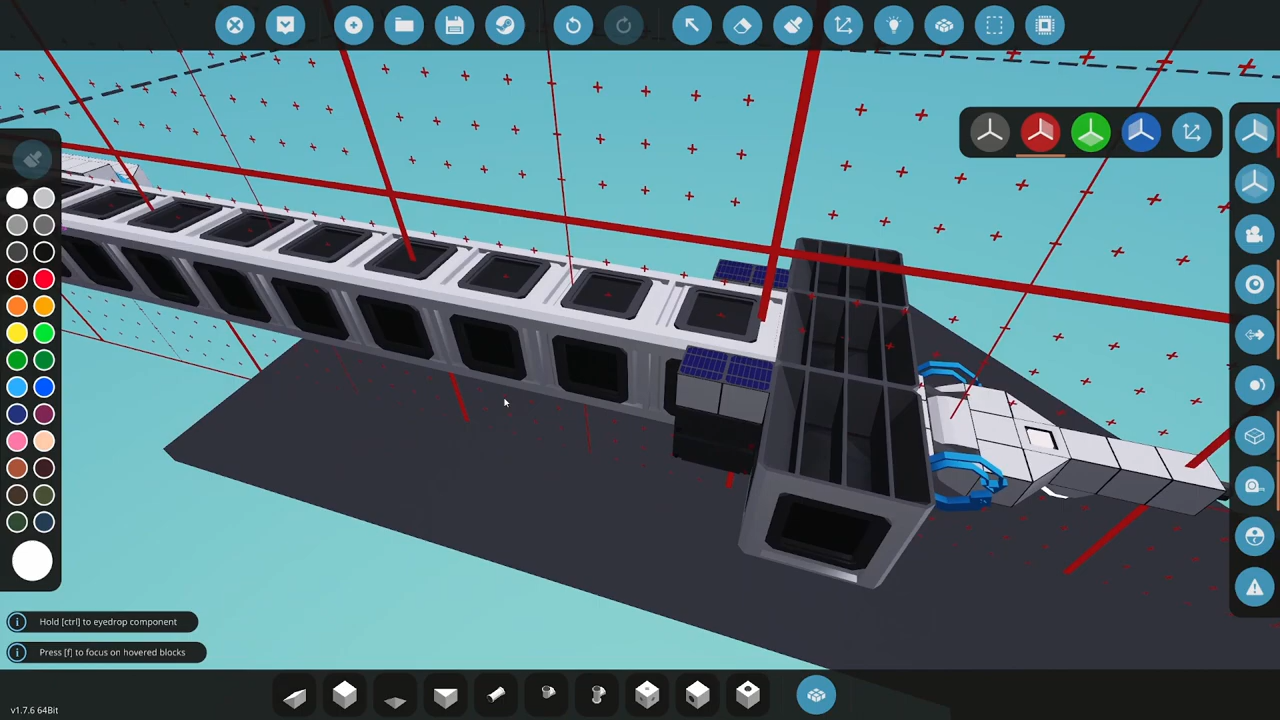 Hold [ctrl] to eyedrop component
Press [f] to focus on hovered blocks
v1.7.6 64Bit